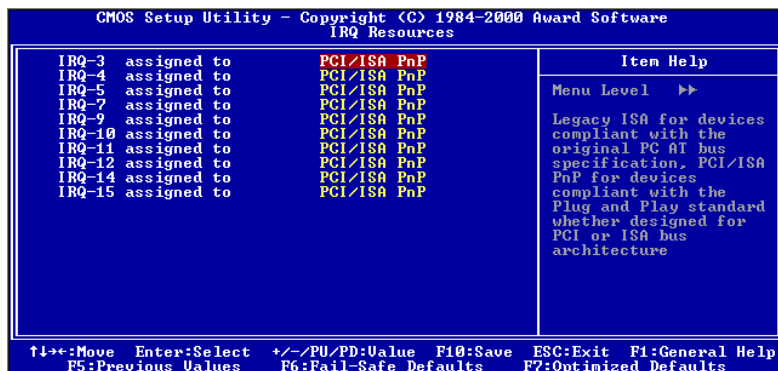 CMOS Setup Utility - Copyright (C) 1984-2000 Award Software
IRQ Resources
IRQ-3 assigned to PCI/ISA PnP
IRQ-4 assigned to PCI/ISA PnP
IRQ-5 assigned to PCI/ISA PnP
IRQ-7 assigned to PCI/ISA PnP
IRQ-9 assigned to PCI/ISA PnP
IRQ-10 assigned to PCI/ISA PnP
IRQ-11 assigned to PCI/ISA PnP
IRQ-12 assigned to PCI/ISA PnP
IRQ-14 assigned to PCI/ISA PnP
IRQ-15 assigned to PCI/ISA PnP
Item Help
Menu Level ▶▶
Legacy ISA for devices
compliant with the
original PC AT bus
specification, PCI/ISA
PnP for devices
compliant with the
Plug and Play standard
whether designed for
PCI or ISA bus
architecture
↑↓→←:Move Enter:Select +/-/PU/PD:Value F10:Save ESC:Exit F1:General Help
F5:Previous Values F6:Fail-Safe Defaults F7:Optimized Defaults